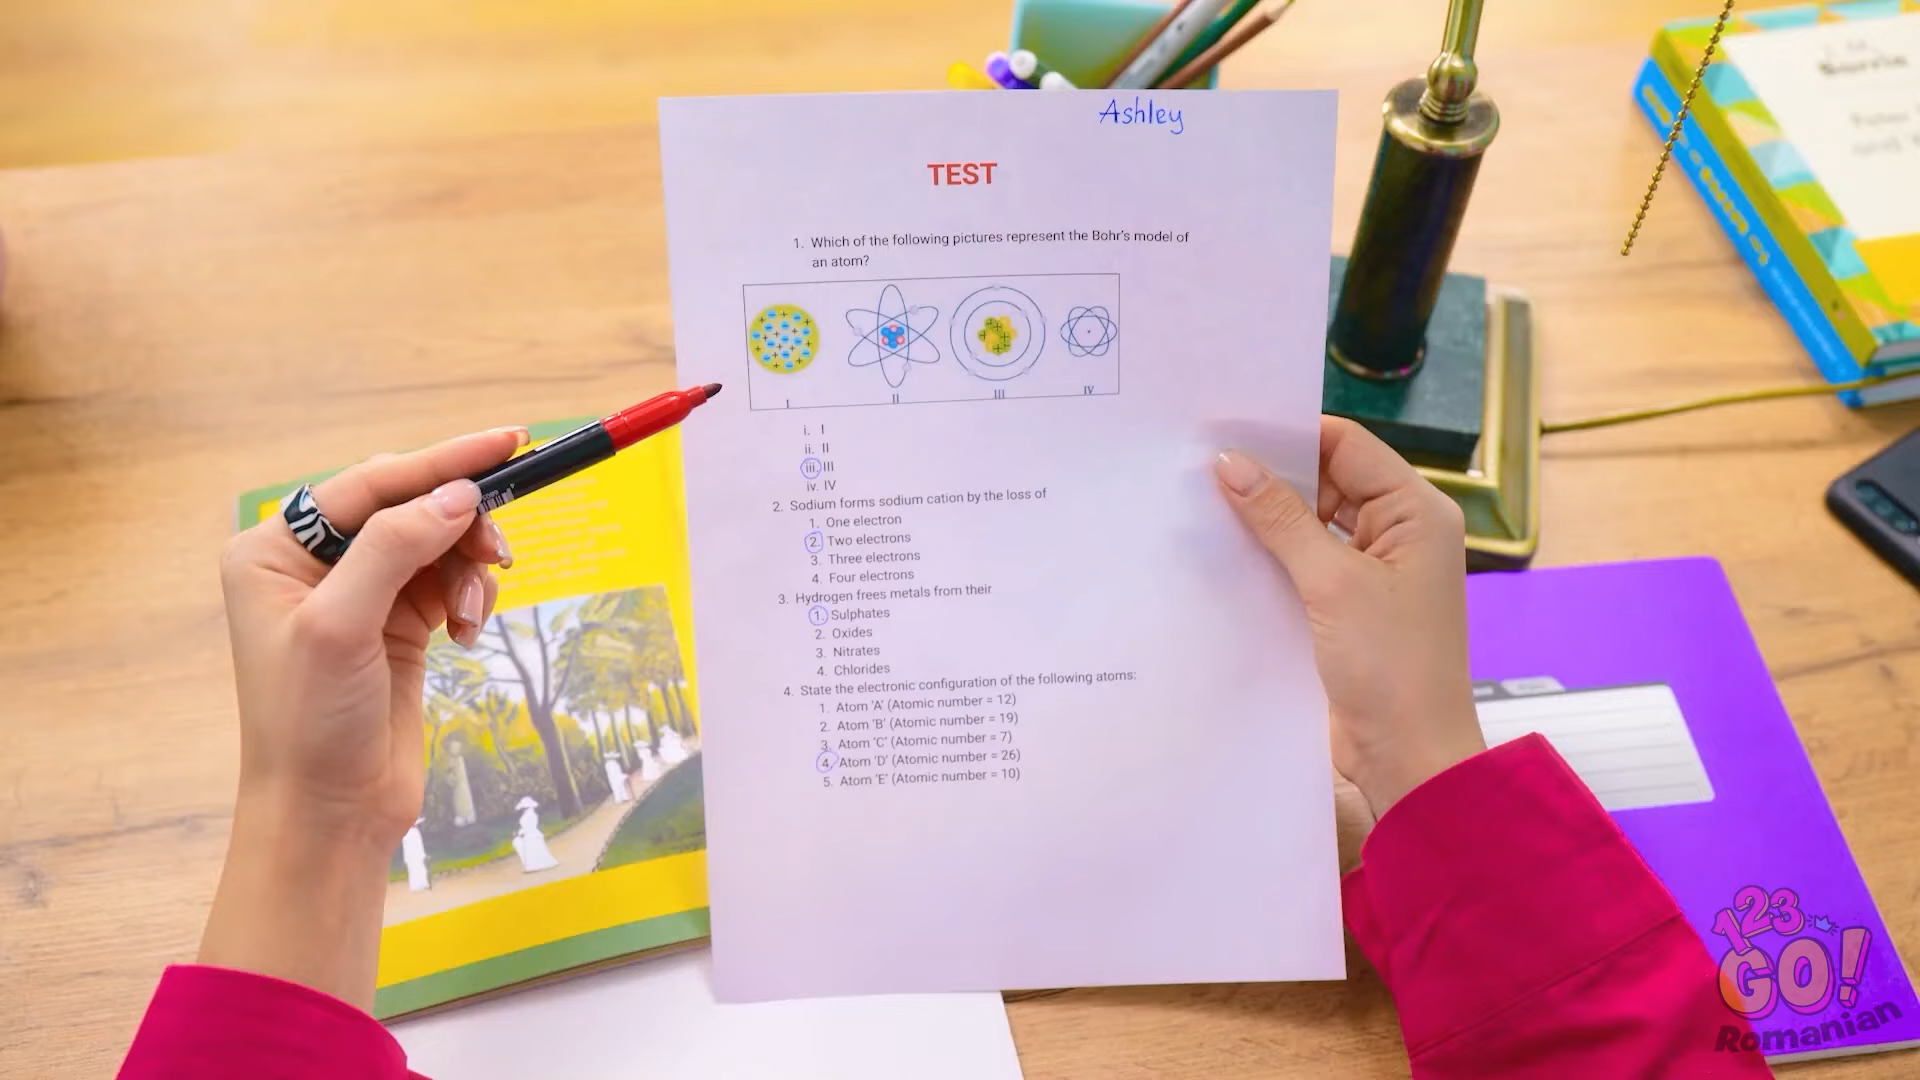 Ashley
TEST
1. Which of the following pictures represent the Bohr's model of
an atom?
I II III IV
i. I
ii. II
iii. III
iv. IV
2. Sodium forms sodium cation by the loss of
1. One electron
2. Two electrons
3. Three electrons
4. Four electrons
3. Hydrogen frees metals from their
1. Sulphates
2. Oxides
3. Nitrates
4. Chlorides
4. State the electronic configuration of the following atoms:
1. Atom 'A' (Atomic number = 12)
2. Atom 'B' (Atomic number = 19)
3. Atom 'C' (Atomic number = 7)
4. Atom 'D' (Atomic number = 26)
5. Atom 'E' (Atomic number = 10)
123
GO!
Romanian